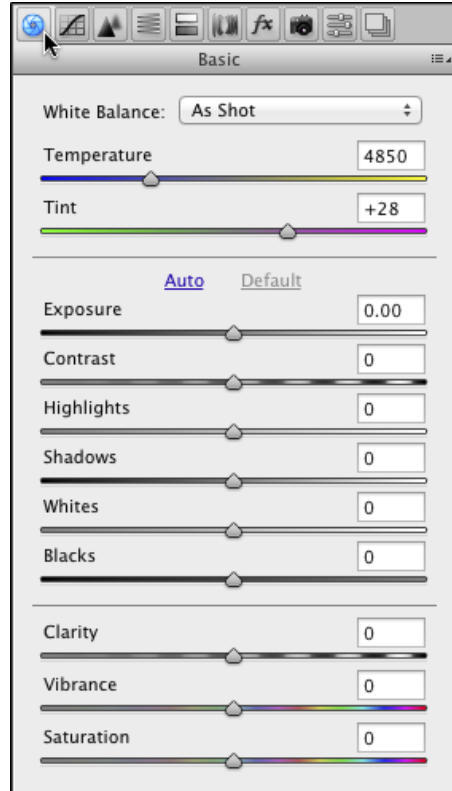 fx
Basic
White Balance: As Shot
Temperature 4850
Tint +28
Auto Default
Exposure 0.00
Contrast 0
Highlights 0
Shadows 0
Whites 0
Blacks 0
Clarity 0
Vibrance 0
Saturation 0